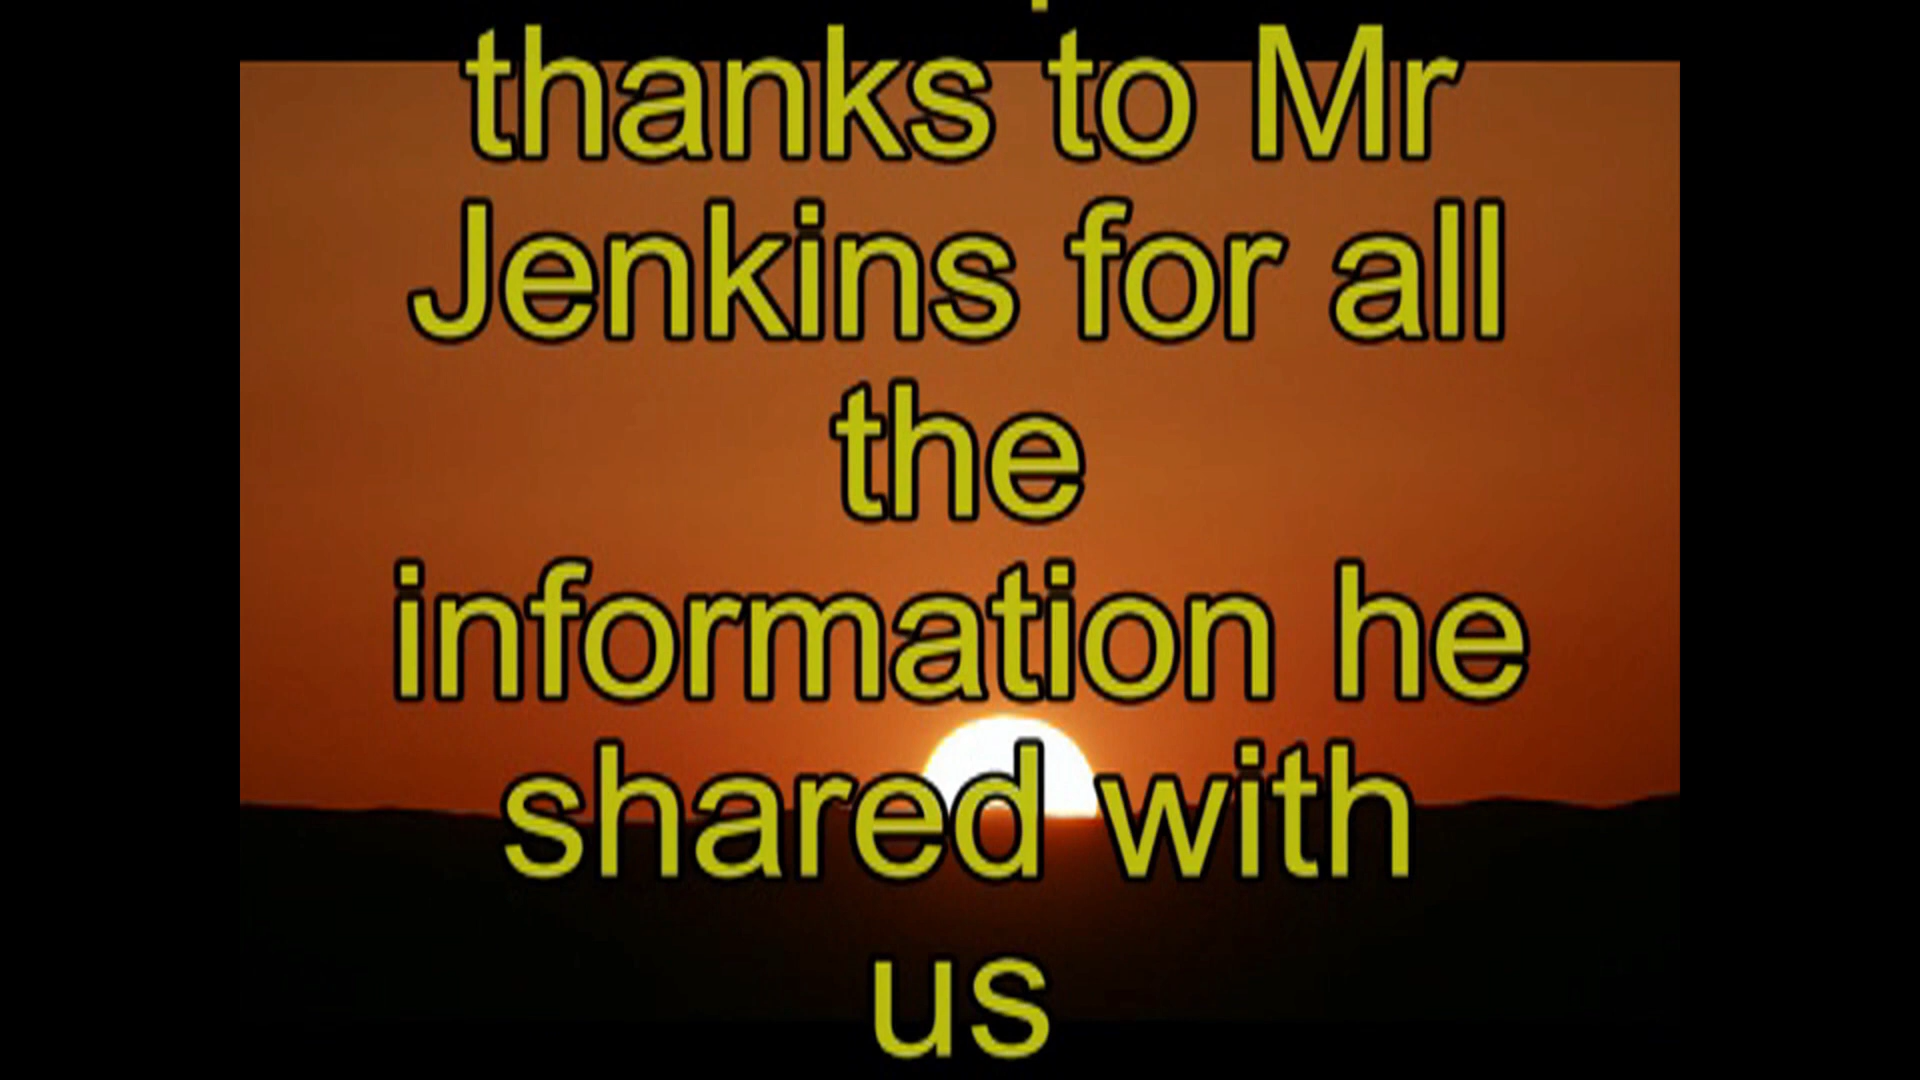 thanks to Mr
Jenkins for all
the
information he
shared with
us